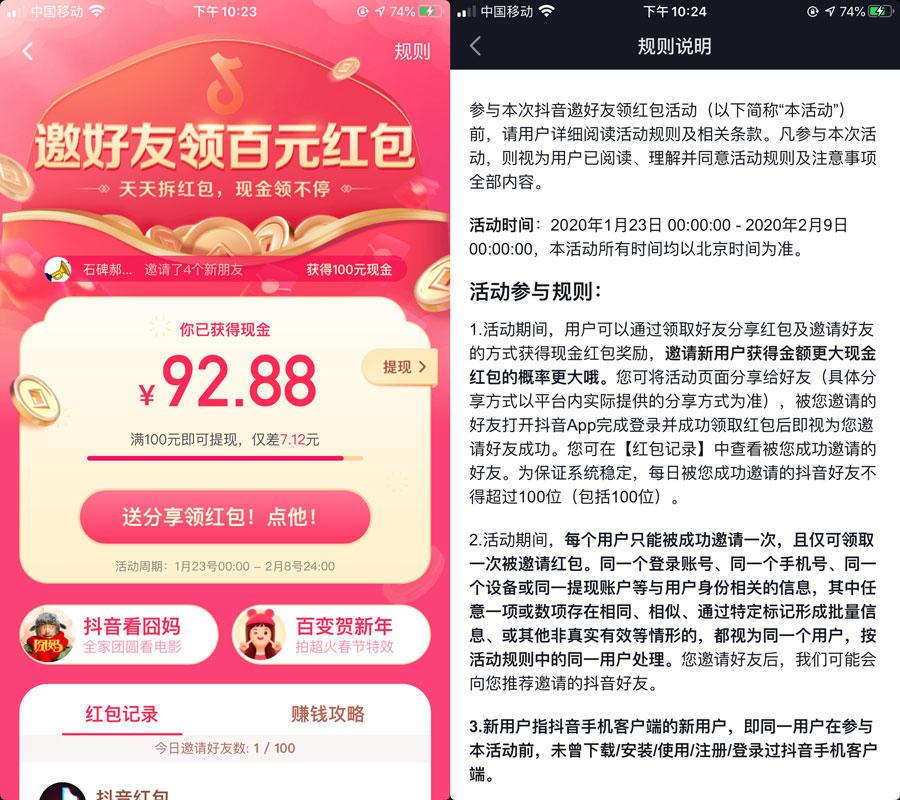 中国移动
下午10:23
74%
规则
邀好友领百元红包
天天拆红包，现金领不停
石碑郝... 邀请了4个新朋友 获得100元现金
你已获得现金
¥92.88
提现
满100元即可提现，仅差7.12元
送分享领红包！点他！
活动周期：1月23号00:00 – 2月8号24:00
抖音看囧妈
全家团圆看电影
囧妈
百变贺新年
拍超火春节特效
红包记录
赚钱攻略
今日邀请好友数: 1 / 100
抖音红包
中国移动
下午10:24
74%
规则说明
参与本次抖音邀好友领红包活动（以下简称“本活动”）
前，请用户详细阅读活动规则及相关条款。凡参与本次活
动，则视为用户已阅读、理解并同意活动规则及注意事项
全部内容。
活动时间：2020年1月23日 00:00:00 - 2020年2月9日
00:00:00，本活动所有时间均以北京时间为准。
活动参与规则：
1.活动期间，用户可以通过领取好友分享红包及邀请好友
的方式获得现金红包奖励，邀请新用户获得金额更大现金
红包的概率更大哦。您可将活动页面分享给好友（具体分
享方式以平台内实际提供的分享方式为准），被您邀请的
好友打开抖音App完成登录并成功领取红包后即视为您邀
请好友成功。您可在【红包记录】中查看被您成功邀请的
好友。为保证系统稳定，每日被您成功邀请的抖音好友不
得超过100位（包括100位）。
2.活动期间，每个用户只能被成功邀请一次，且仅可领取
一次被邀请红包。同一个登录账号、同一个手机号、同一
个设备或同一提现账户等与用户身份相关的信息，其中任
意一项或数项存在相同、相似、通过特定标记形成批量信
息、或其他非真实有效等情形的，都视为同一个用户，按
活动规则中的同一用户处理。您邀请好友后，我们可能会
向您推荐邀请的抖音好友。
3.新用户指抖音手机客户端的新用户，即同一用户在参与
本活动前，未曾下载/安装/使用/注册/登录过抖音手机客户
端。